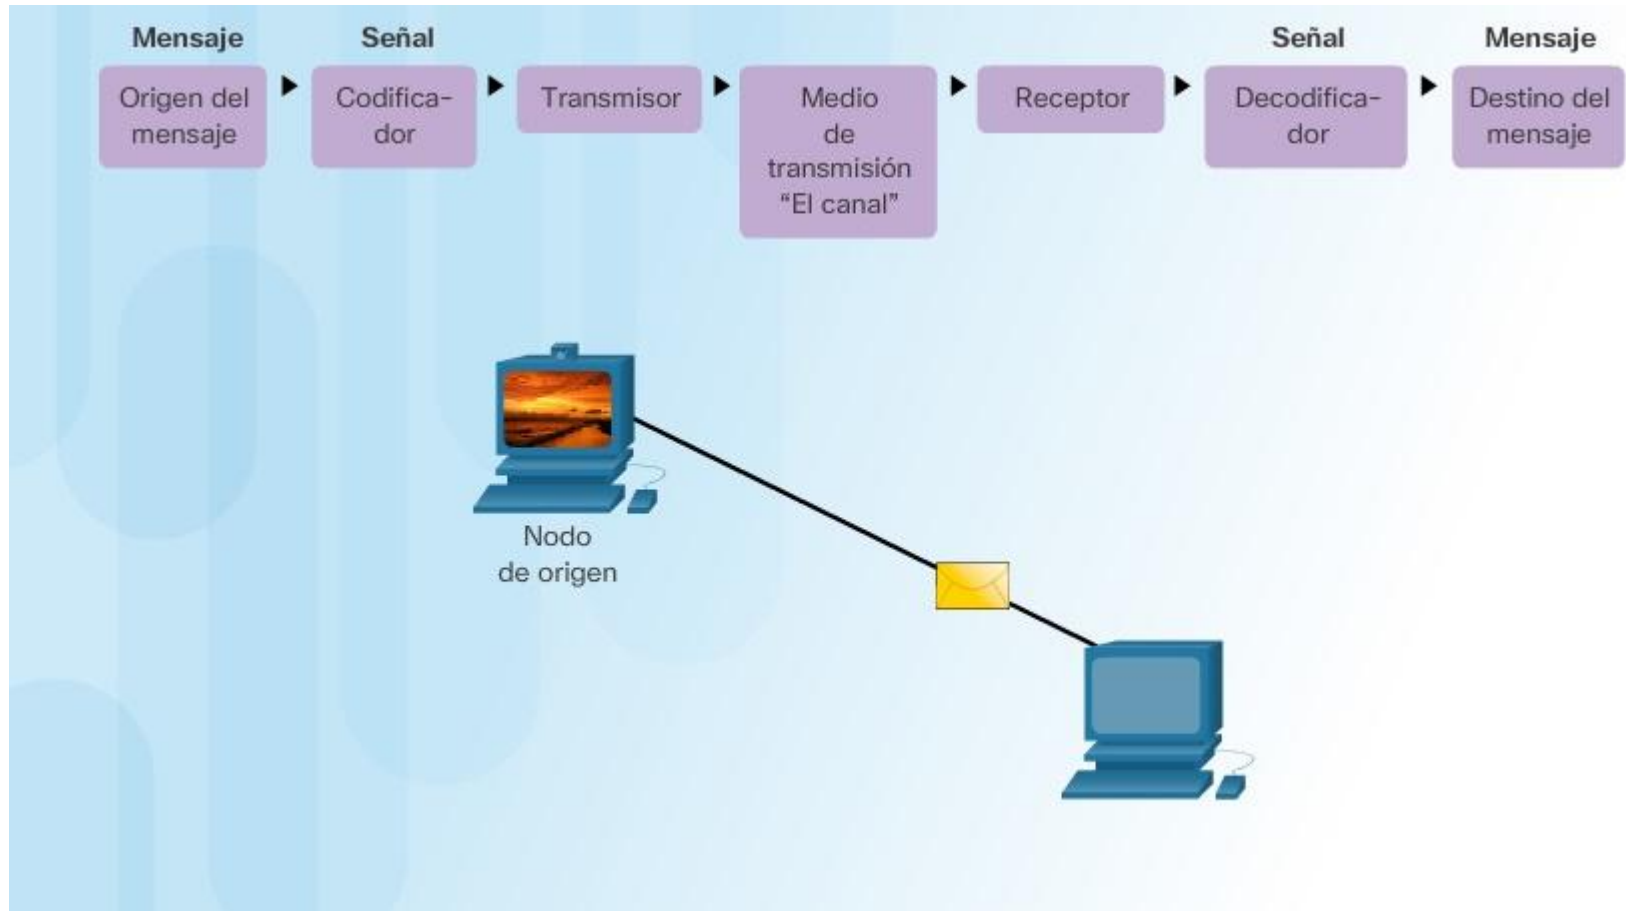 Mensaje
Señal
Señal
Mensaje
Origen del
mensaje
Codifica-
dor
Transmisor
Medio
de
transmisión
“El canal”
Receptor
Decodifica-
dor
Destino del
mensaje
Nodo
de origen